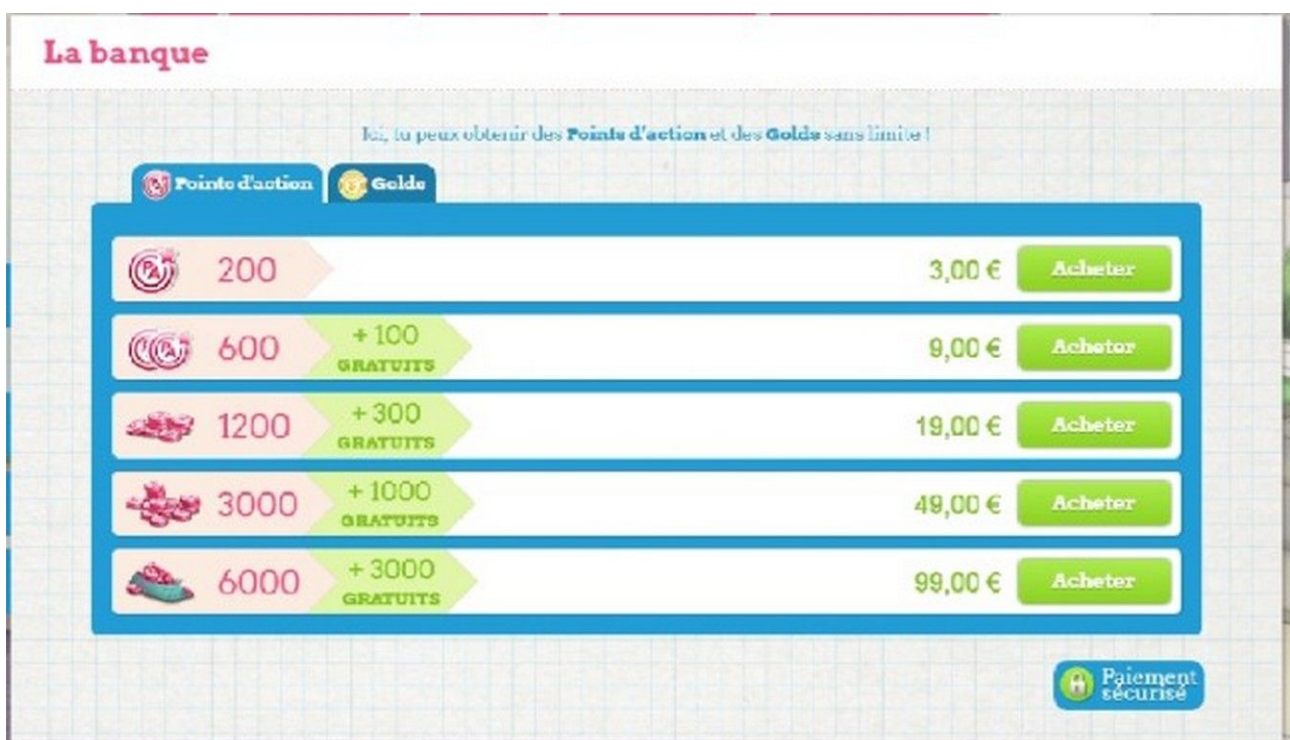 La banque
Ici, tu peux obtenir des Points d'action et des Golds sans limite !
Points d'action Golds
200 3,00 € Acheter
600 + 100 GRATUITS 9,00 € Acheter
1200 + 300 GRATUITS 19,00 € Acheter
3000 + 1000 GRATUITS 49,00 € Acheter
6000 + 3000 GRATUITS 99,00 € Acheter
Paiement
sécurisé